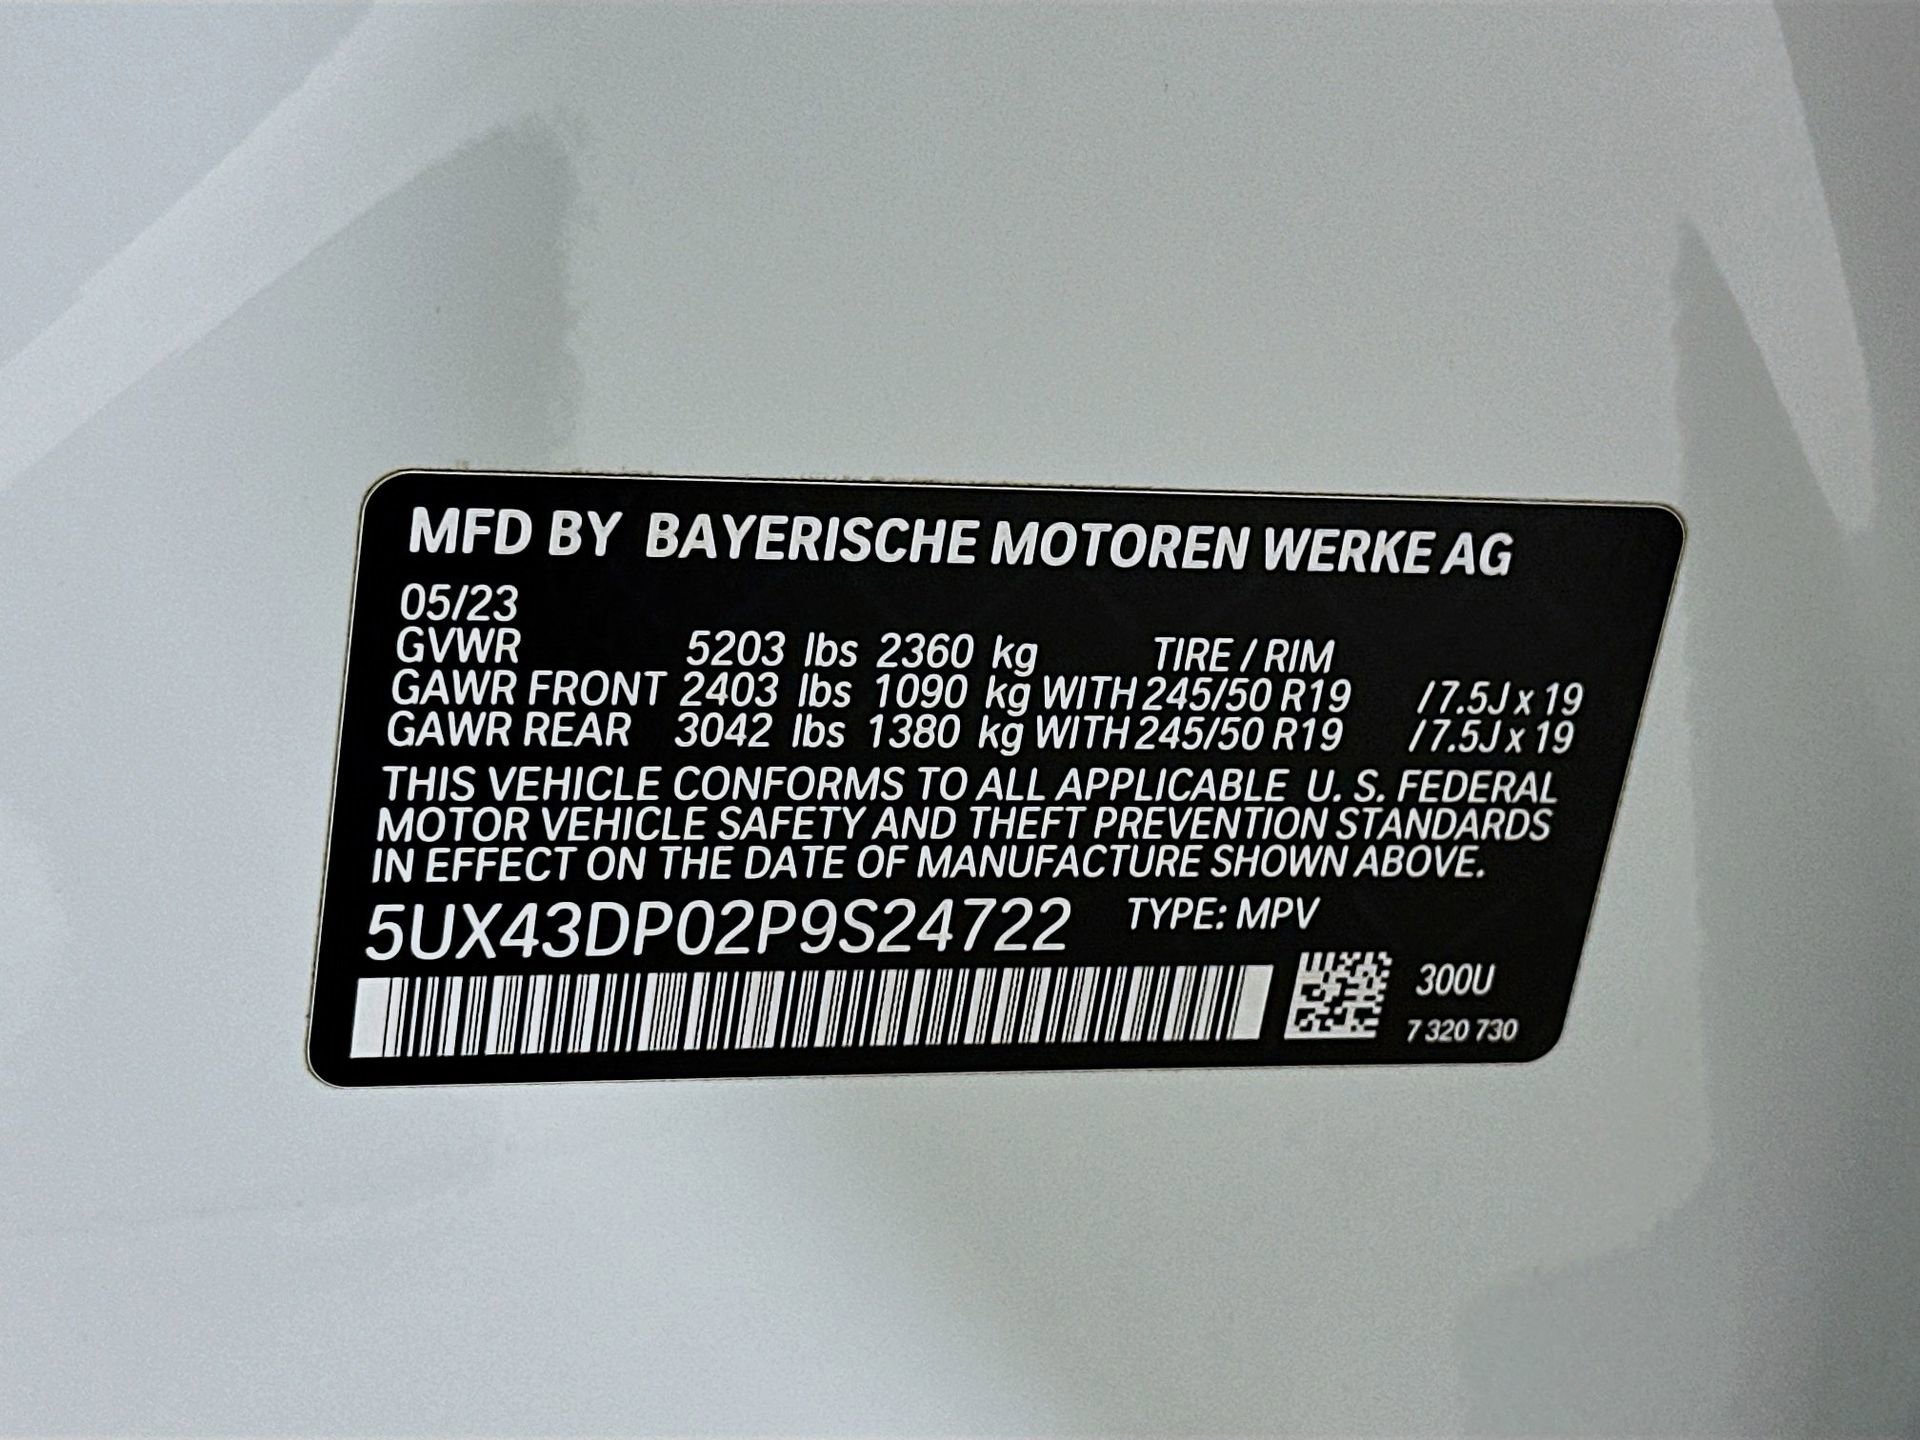 MFD BY BAYERISCHE MOTOREN WERKE AG
05/23
GVWR 5203 lbs 2360 kg TIRE / RIM
GAWR FRONT 2403 lbs 1090 kg WITH 245/50 R19 / 7.5J x 19
GAWR REAR 3042 lbs 1380 kg WITH 245/50 R19 / 7.5J x 19
THIS VEHICLE CONFORMS TO ALL APPLICABLE U. S. FEDERAL
MOTOR VEHICLE SAFETY AND THEFT PREVENTION STANDARDS
IN EFFECT ON THE DATE OF MANUFACTURE SHOWN ABOVE.
5UX43DP02P9S24722 TYPE: MPV
300U
7 320 730